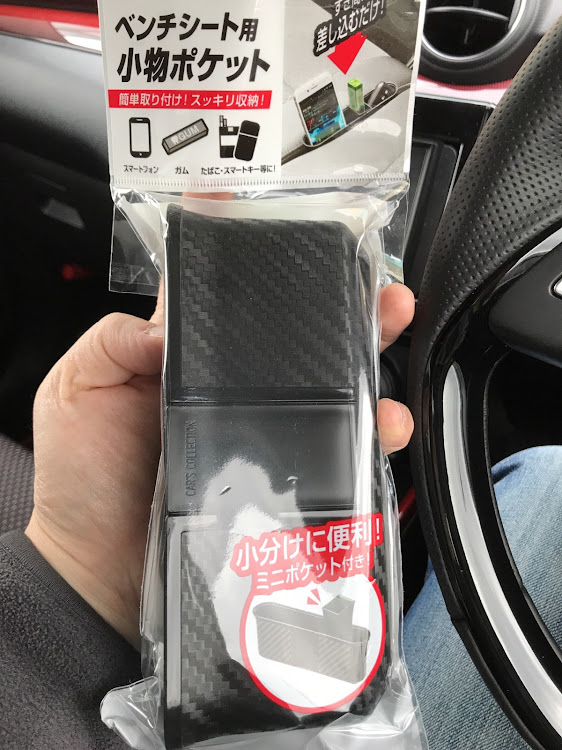 ベンチシート用
小物ポケット
簡単取り付け！スッキリ収納！
差し込むだけ！
GUM
スマートフォン
ガム
たばこ・スマートキー等に！
CAR'S COLLECTION
小分けに便利！
ミニポケット付き！